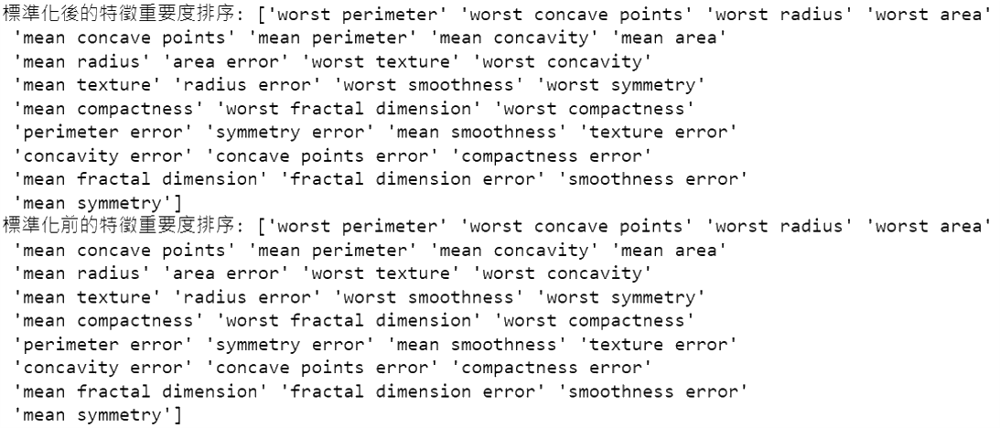 標準化後的特徵重要度排序: ['worst perimeter' 'worst concave points' 'worst radius' 'worst area'
'mean concave points' 'mean perimeter' 'mean concavity' 'mean area'
'mean radius' 'area error' 'worst texture' 'worst concavity'
'mean texture' 'radius error' 'worst smoothness' 'worst symmetry'
'mean compactness' 'worst fractal dimension' 'worst compactness'
'perimeter error' 'symmetry error' 'mean smoothness' 'texture error'
'concavity error' 'concave points error' 'compactness error'
'mean fractal dimension' 'fractal dimension error' 'smoothness error'
'mean symmetry']
標準化前的特徵重要度排序: ['worst perimeter' 'worst concave points' 'worst radius' 'worst area'
'mean concave points' 'mean perimeter' 'mean concavity' 'mean area'
'mean radius' 'area error' 'worst texture' 'worst concavity'
'mean texture' 'radius error' 'worst smoothness' 'worst symmetry'
'mean compactness' 'worst fractal dimension' 'worst compactness'
'perimeter error' 'symmetry error' 'mean smoothness' 'texture error'
'concavity error' 'concave points error' 'compactness error'
'mean fractal dimension' 'fractal dimension error' 'smoothness error'
'mean symmetry']